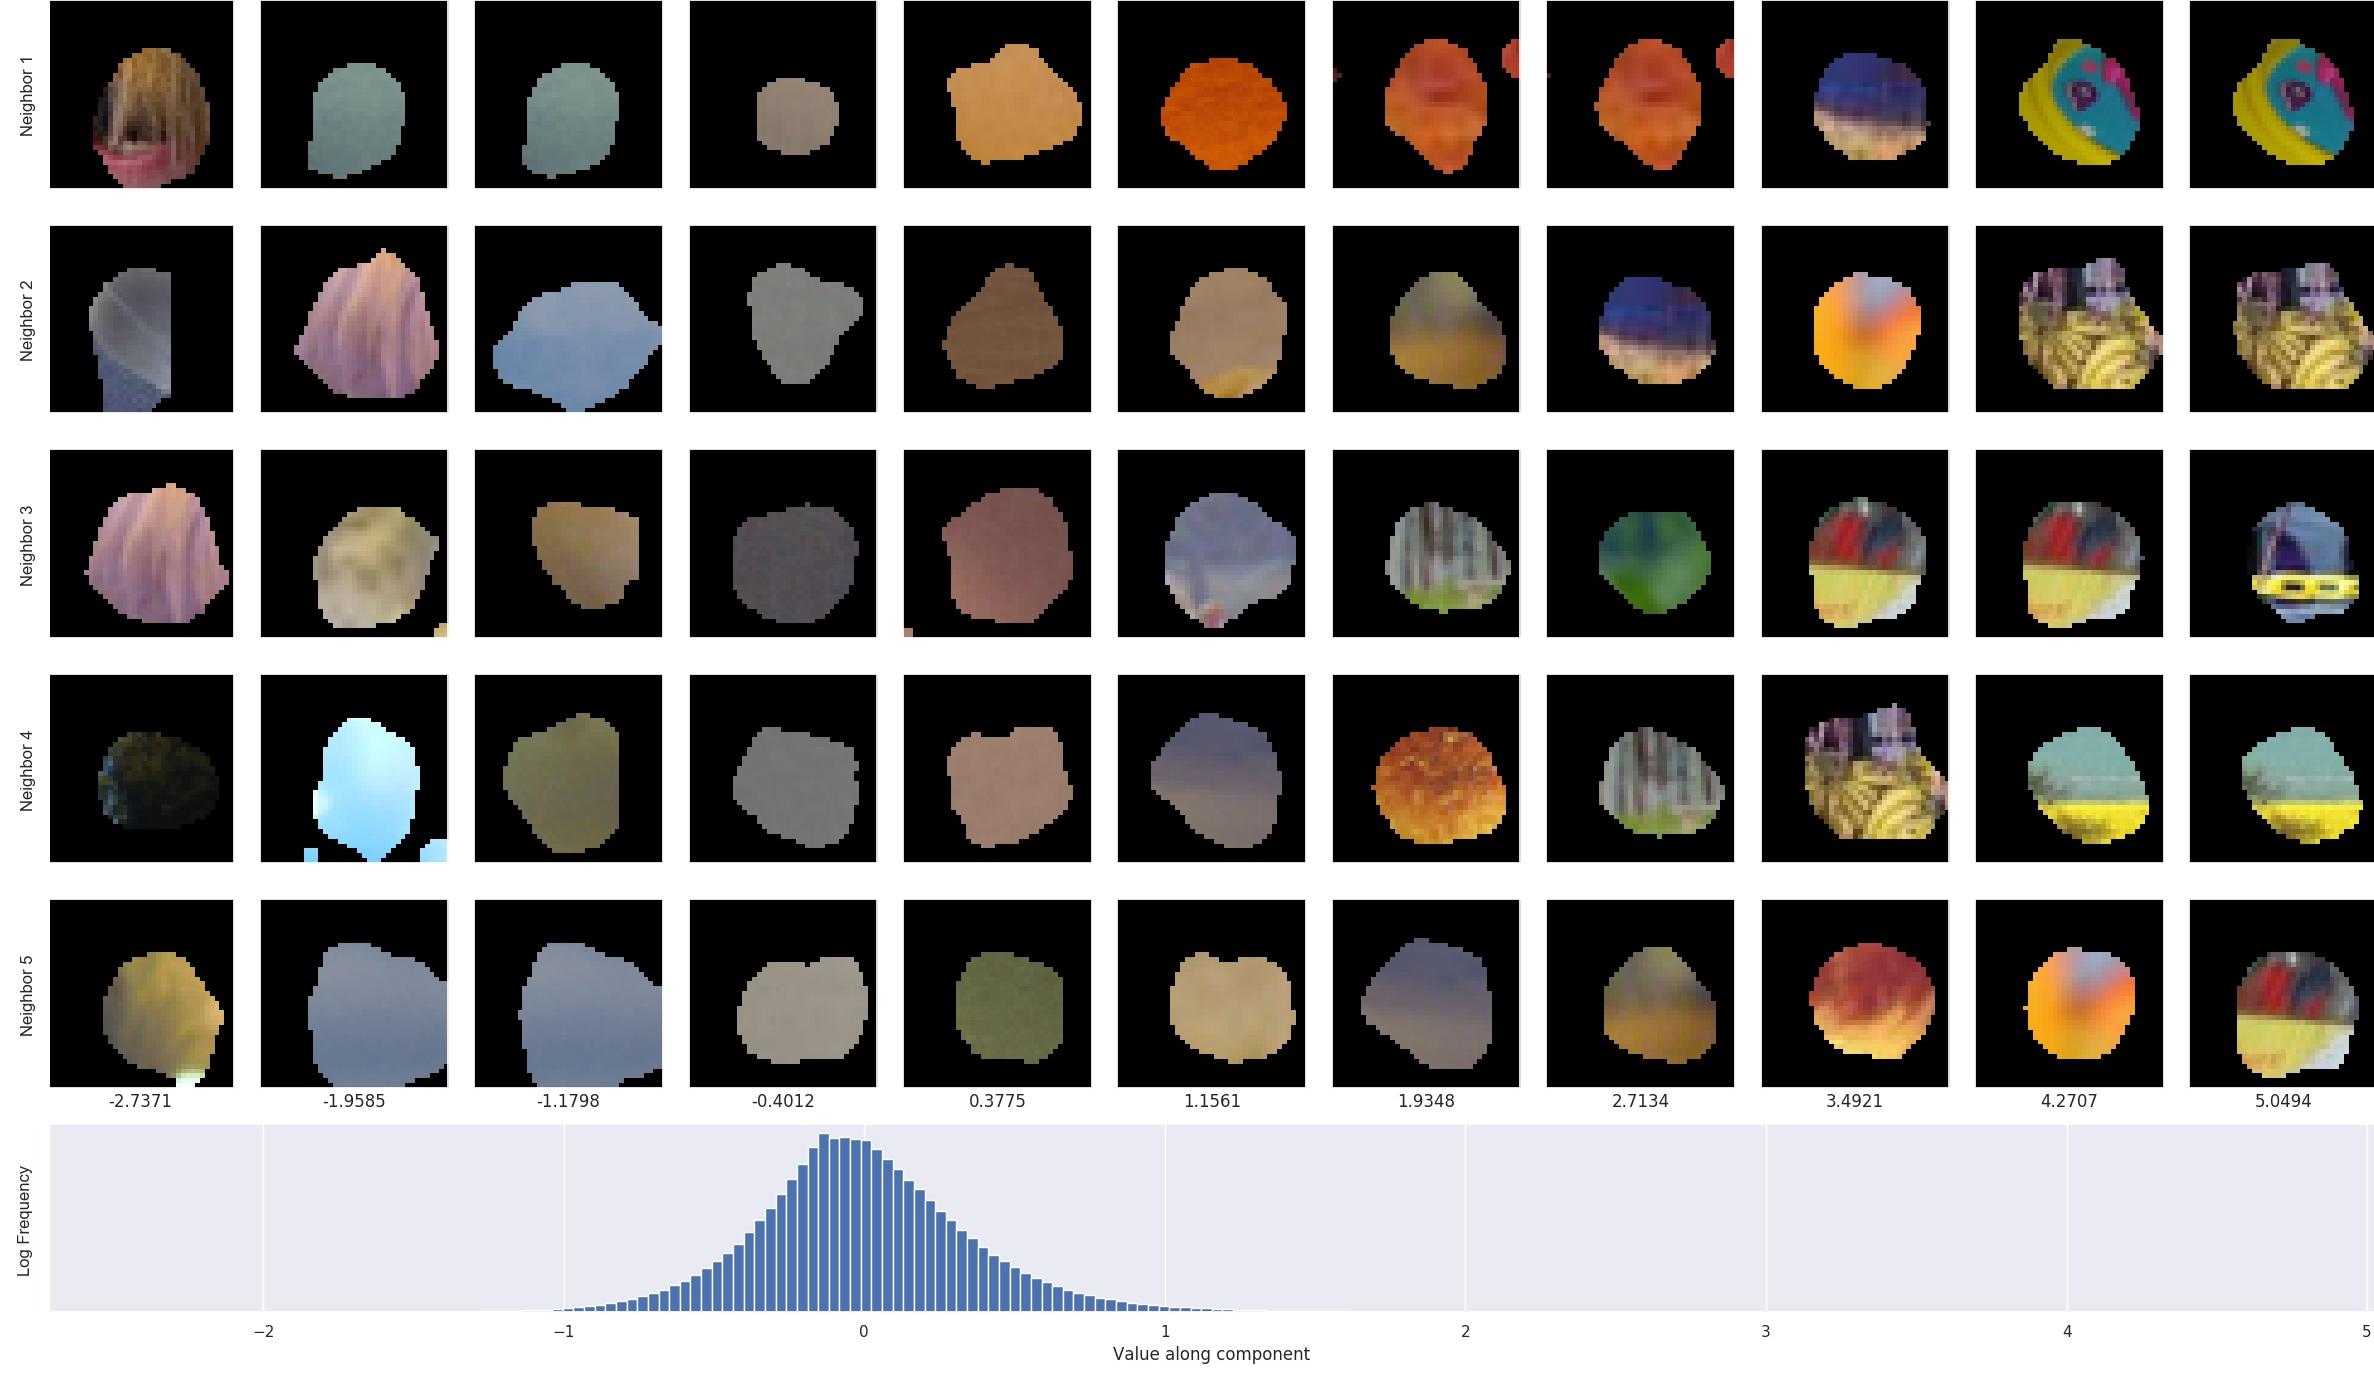 Neighbor 1
Neighbor 2
Neighbor 3
Neighbor 4
Neighbor 5
-2.7371 -1.9585 -1.1798 -0.4012 0.3775 1.1561 1.9348 2.7134 3.4921 4.2707 5.0494
Log Frequency
−2 −1 0 1 2 3 4 5
Value along component